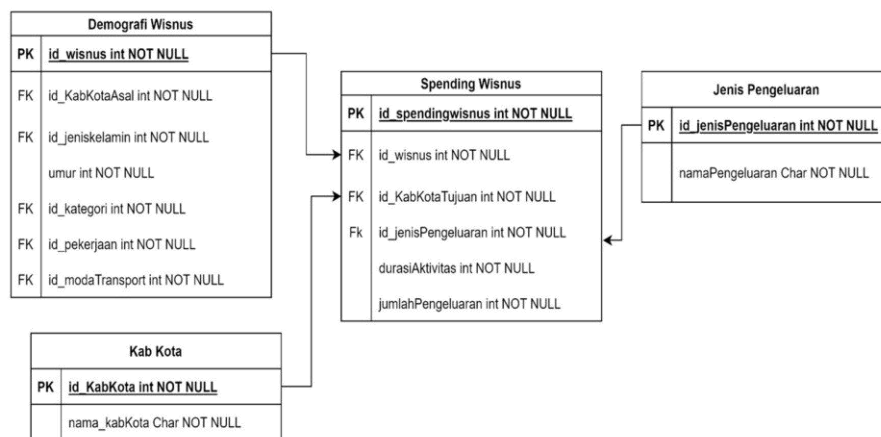 Demografi Wisnus
PK id_wisnus int NOT NULL
FK id_KabKotaAsal int NOT NULL
FK id_jeniskelamin int NOT NULL
umur int NOT NULL
FK id_kategori int NOT NULL
FK id_pekerjaan int NOT NULL
FK id_modaTransport int NOT NULL
Spending Wisnus
PK id_spendingwisnus int NOT NULL
FK id_wisnus int NOT NULL
FK id_KabKotaTujuan int NOT NULL
Fk id_jenisPengeluaran int NOT NULL
durasiAktivitas int NOT NULL
jumlahPengeluaran int NOT NULL
Jenis Pengeluaran
PK id_jenisPengeluaran int NOT NULL
namaPengeluaran Char NOT NULL
Kab Kota
PK id_KabKota int NOT NULL
nama_kabKota Char NOT NULL